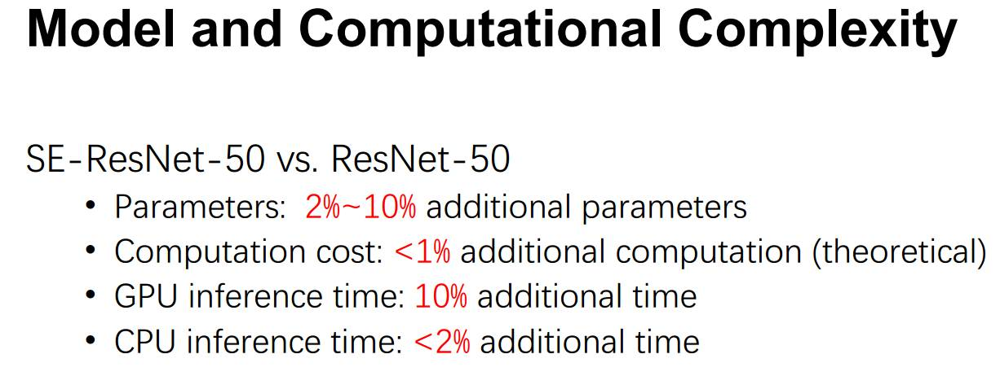 Model and Computational Complexity
SE-ResNet-50 vs. ResNet-50
• Parameters: 2%~10% additional parameters
• Computation cost: <1% additional computation (theoretical)
• GPU inference time: 10% additional time
• CPU inference time: <2% additional time